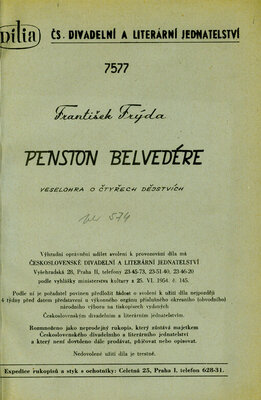 Dilia ČS. DIVADELNÍ A LITERÁRNÍ JEDNATELSTVÍ
7577
František Frýda
PENSION BELVEDÉRE
VESELOHRA O ČTYŘECH DĚJSTVÍCH
574
Výhradní oprávnění udílet svolení k provozování díla má
ČESKOSLOVENSKÉ DIVADELNÍ A LITERÁRNÍ JEDNATELSTVÍ
Vyšehradská 28, Praha II, telefony 23-45-73, 23-51-40, 23-46-20
podle vyhlášky ministerstva kultury z 25. VI. 1954. č. 145.
Podle ní je požadatel povinen předložit žádost o svolení k užití díla nejpozději
4 týdny před datem představení u výkonného orgánu příslušného okresního (obvodního)
národního výboru na tiskopisech vydaných
Československým divadelním a literárním jednatelstvím.
Rozmnoženo jako neprodejný rukopis, který zůstává majetkem
Československého divadelního a literárního jednatelství
a který není dovoleno dále prodávat, půjčovat nebo opisovat.
Nedovolené užití díla je trestné.
Expedice rukopisů a styk s ochotníky: Celetná 25, Praha I. telefon 628-31.